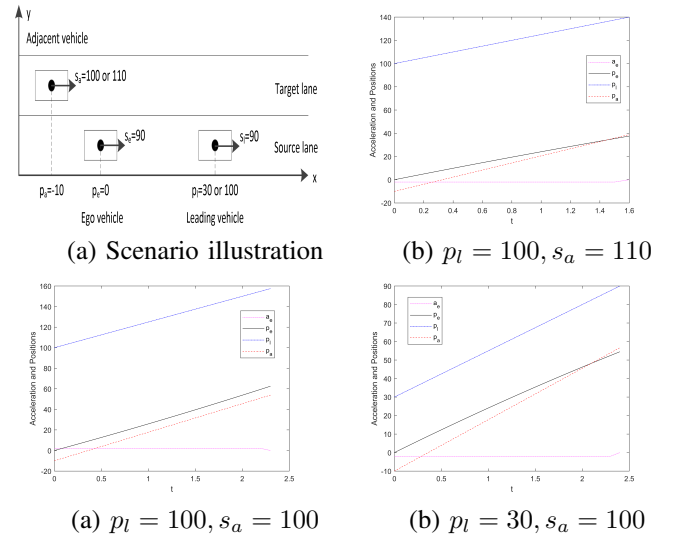 y
Adjacent vehicle
s_a=100 or 110
Target lane
s_e=90
s_l=90
Source lane
x
p_a=-10
p_e=0
p_l=30 or 100
Ego vehicle
Leading vehicle
(a) Scenario illustration
140
120
100
80
60
40
20
0
-20
Acceleration and Positions
a_e
p_e
p_l
p_a
0 0.2 0.4 0.6 0.8 1 1.2 1.4 1.6
t
(b) p_l = 100, s_a = 110
160
140
120
100
80
60
40
20
0
-20
Acceleration and Positions
a_e
p_e
p_l
p_a
0 0.5 1 1.5 2 2.5
t
(a) p_l = 100, s_a = 100
90
80
70
60
50
40
30
20
10
0
-10
Acceleration and Positions
a_e
p_e
p_l
p_a
0 0.5 1 1.5 2 2.5
t
(b) p_l = 30, s_a = 100